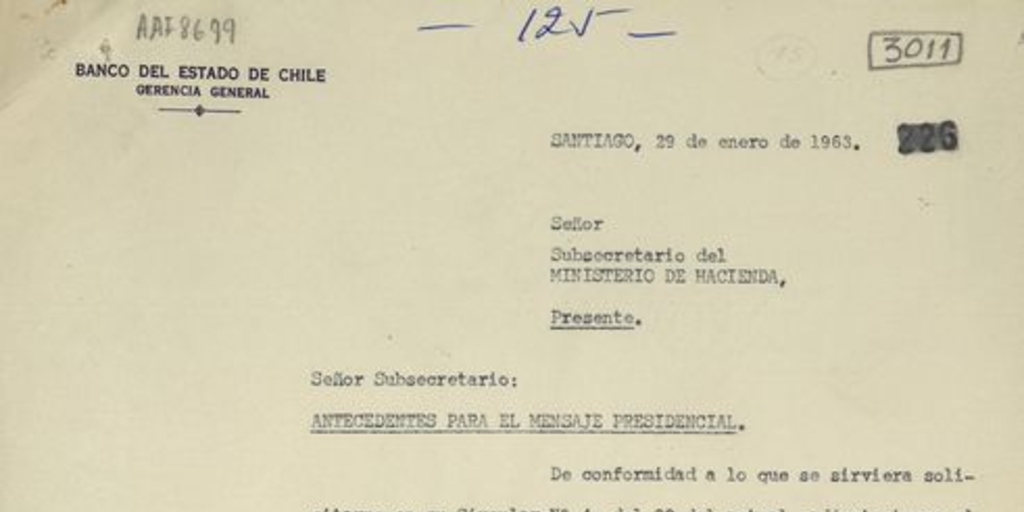 AAF8699
— 125 —
3011
BANCO DEL ESTADO DE CHILE
GERENCIA GENERAL
SANTIAGO, 29 de enero de 1963.
226
Señor
Subsecretario del
MINISTERIO DE HACIENDA,
Presente.
Señor Subsecretario:
ANTECEDENTES PARA EL MENSAJE PRESIDENCIAL.
De conformidad a lo que se sirviera soli-